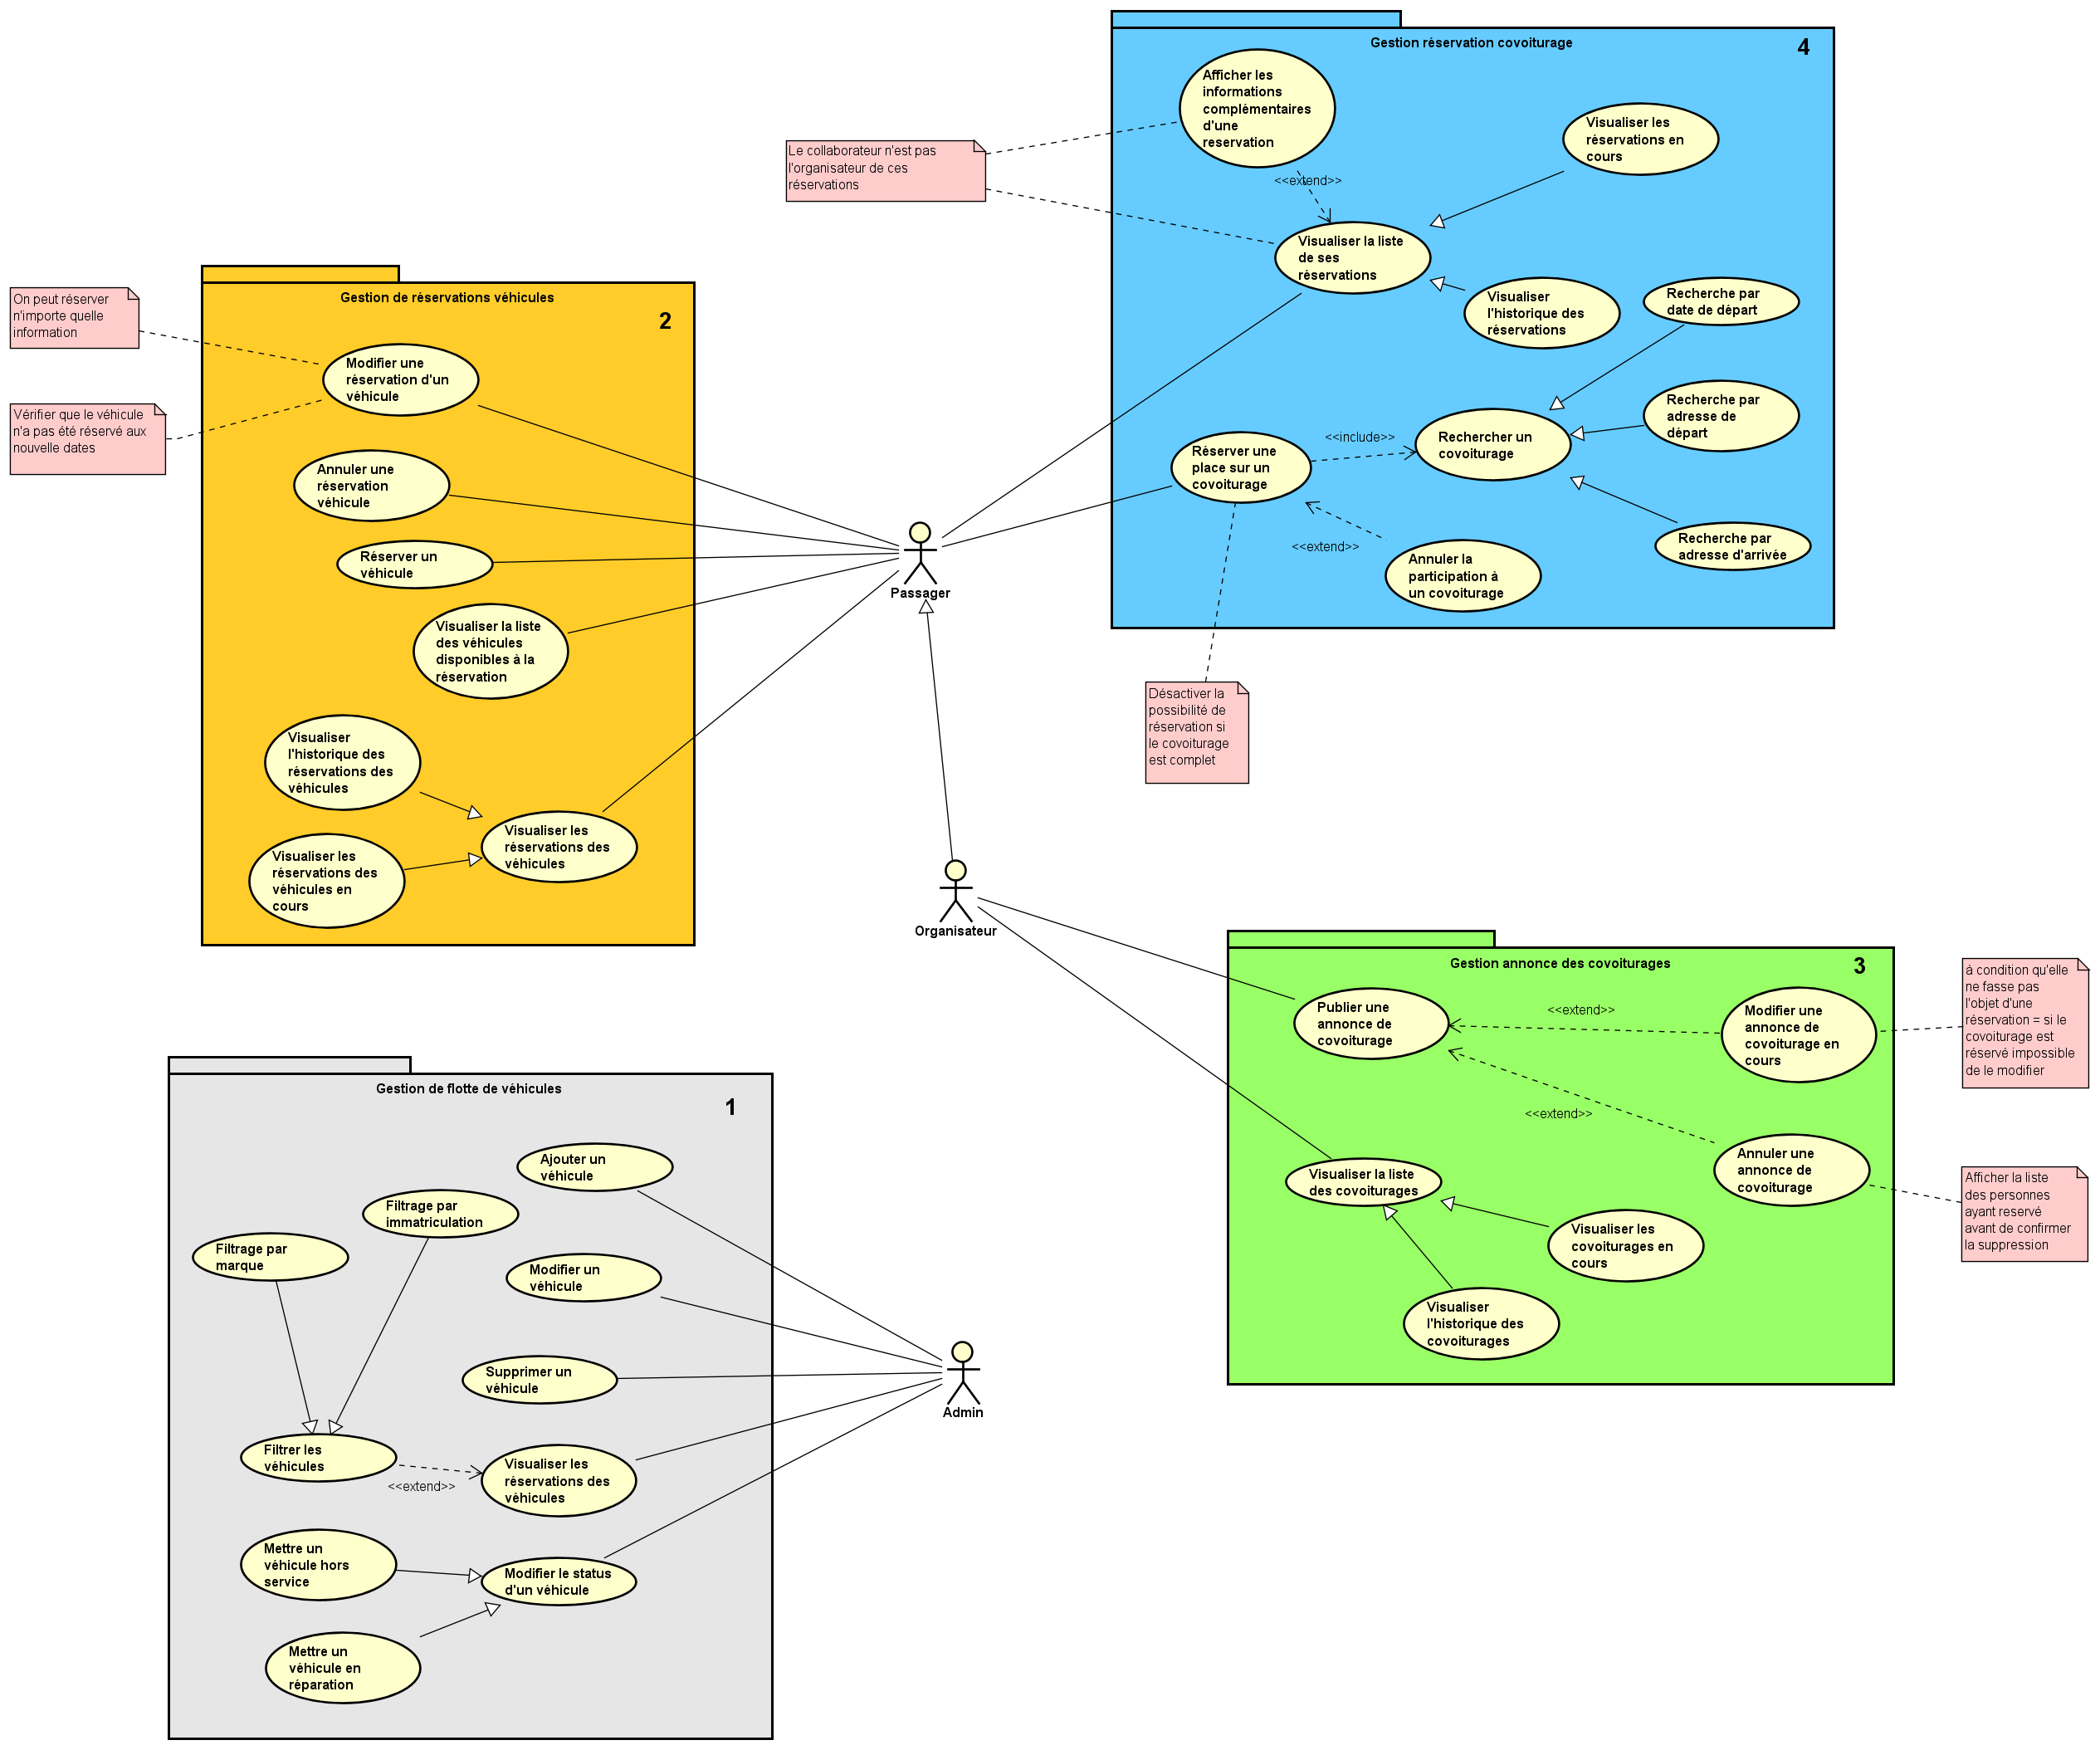 Gestion réservation covoiturage
4
Afficher les
informations
complémentaires
d'une
reservation
Visualiser les
réservations en
cours
Le collaborateur n'est pas
l'organisateur de ces
réservations
<<extend>>
Visualiser la liste
de ses
réservations
Visualiser
l'historique des
réservations
Recherche par
date de départ
Recherche par
adresse de
départ
Rechercher un
covoiturage
<<include>>
Réserver une
place sur un
covoiturage
Recherche par
adresse d'arrivée
<<extend>>
Annuler la
participation à
un covoiturage
Désactiver la
possibilité de
réservation si
le covoiturage
est complet
Gestion de réservations véhicules
2
On peut réserver
n'importe quelle
information
Vérifier que le véhicule
n'a pas été réservé aux
nouvelle dates
Modifier une
réservation d'un
véhicule
Annuler une
réservation
véhicule
Réserver un
véhicule
Visualiser la liste
des véhicules
disponibles à la
réservation
Visualiser
l'historique des
réservations des
véhicules
Visualiser les
réservations des
véhicules
Visualiser les
réservations des
véhicules en
cours
Passager
Organisateur
Gestion annonce des covoiturages
3
Publier une
annonce de
covoiturage
<<extend>>
Modifier une
annonce de
covoiturage en
cours
à condition qu'elle
ne fasse pas
l'objet d'une
réservation = si le
covoiturage est
réservé impossible
de le modifier
<<extend>>
Annuler une
annonce de
covoiturage
Afficher la liste
des personnes
ayant reservé
avant de confirmer
la suppression
Visualiser la liste
des covoiturages
Visualiser les
covoiturages en
cours
Visualiser
l'historique des
covoiturages
Gestion de flotte de véhicules
1
Ajouter un
véhicule
Filtrage par
immatriculation
Filtrage par
marque
Modifier un
véhicule
Supprimer un
véhicule
Filtrer les
véhicules
<<extend>>
Visualiser les
réservations des
véhicules
Mettre un
véhicule hors
service
Modifier le status
d'un véhicule
Mettre un
véhicule en
réparation
Admin